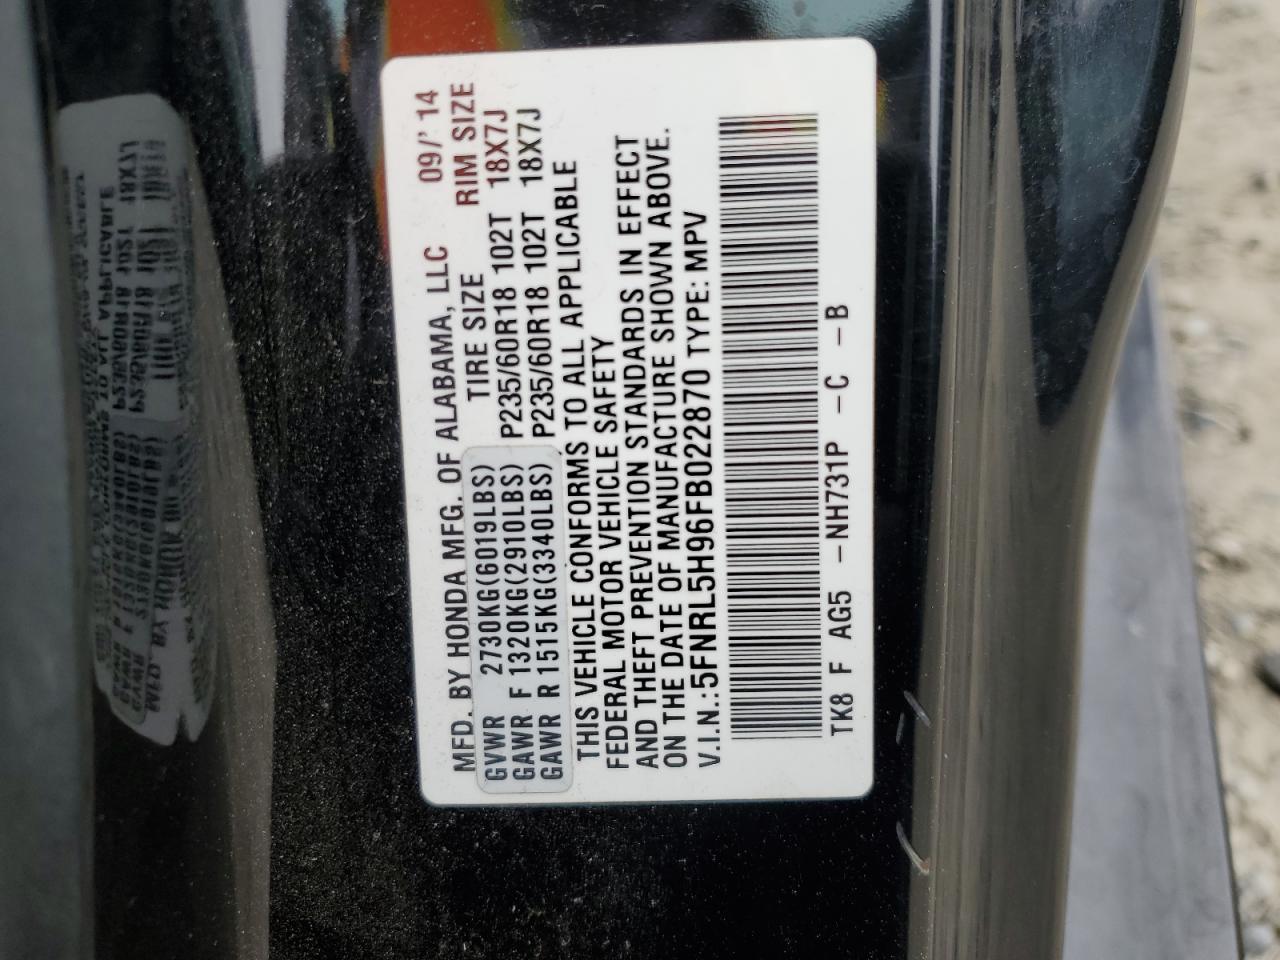 MFD. BY HONDA MFG. OF ALABAMA, LLC 09/'14
TIRE SIZE RIM SIZE
GVWR 2730KG(6019LBS)
GAWR F 1320KG(2910LBS) P235/60R18 102T 18X7J
GAWR R 1515KG(3340LBS) P235/60R18 102T 18X7J
THIS VEHICLE CONFORMS TO ALL APPLICABLE
FEDERAL MOTOR VEHICLE SAFETY
AND THEFT PREVENTION STANDARDS IN EFFECT
ON THE DATE OF MANUFACTURE SHOWN ABOVE.
V.I.N.:5FNRL5H96FB022870 TYPE: MPV
TK8 F AG5 -NH731P -C -B